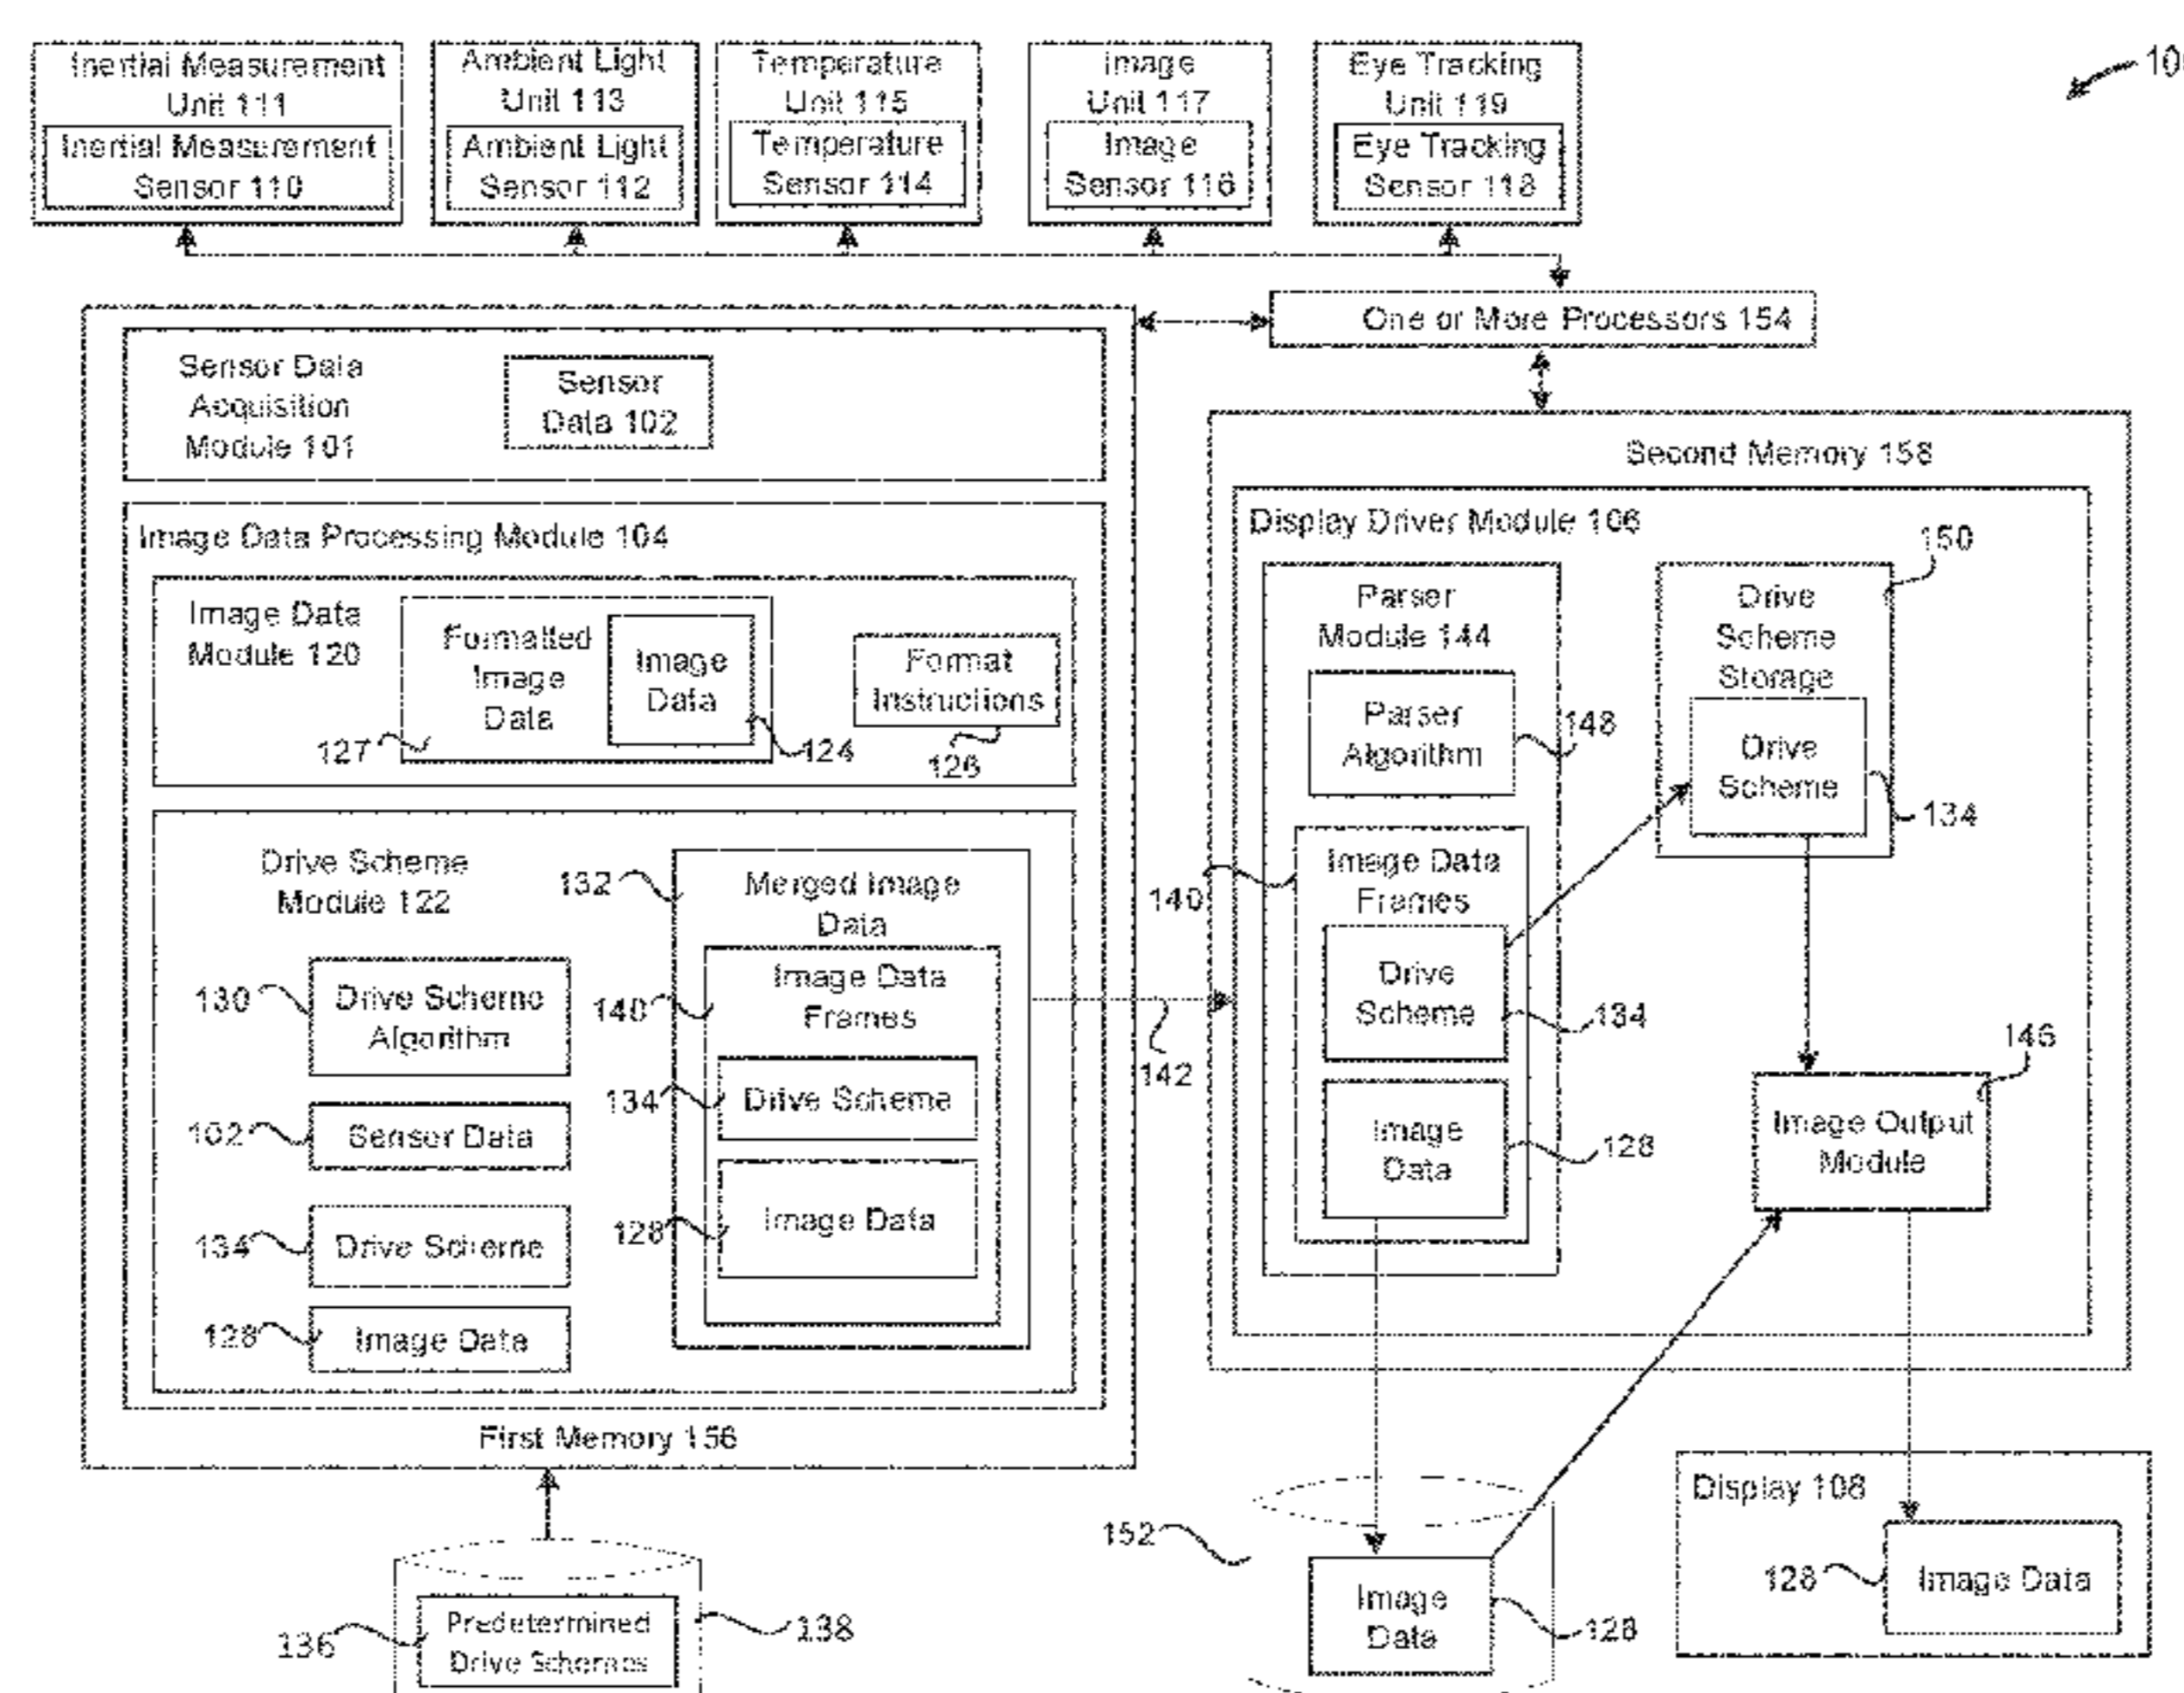 Inertial Measurement
Unit 111
Inertial Measurement
Sensor 110
Ambient Light
Unit 113
Ambient Light
Sensor 112
Temperature
Unit 115
Temperature
Sensor 114
Image
Unit 117
Image
Sensor 116
Eye Tracking
Unit 119
Eye Tracking
Sensor 118
One or More Processors 154
Sensor Data
Acquisition
Module 101
Sensor
Data 102
Image Data Processing Module 104
Image Data
Module 120
Formatted
Image
Data
Image
Data
Format
Instructions
127
124
126
Drive Scheme
Module 122
130
Drive Scheme
Algorithm
102
Sensor Data
134
Drive Scheme
128
Image Data
132
Merged Image
Data
140
Image Data
Frames
134
Drive Scheme
128
Image Data
142
First Memory 156
136
Predetermined
Drive Schemes
138
Second Memory 158
Display Driver Module 106
Parser
Module 144
Parser
Algorithm
148
140
Image Data
Frames
Drive
Scheme
134
Image
Data
128
150
Drive
Scheme
Storage
Drive
Scheme
134
146
Image Output
Module
152
Image
Data
128
Display 108
128
Image Data